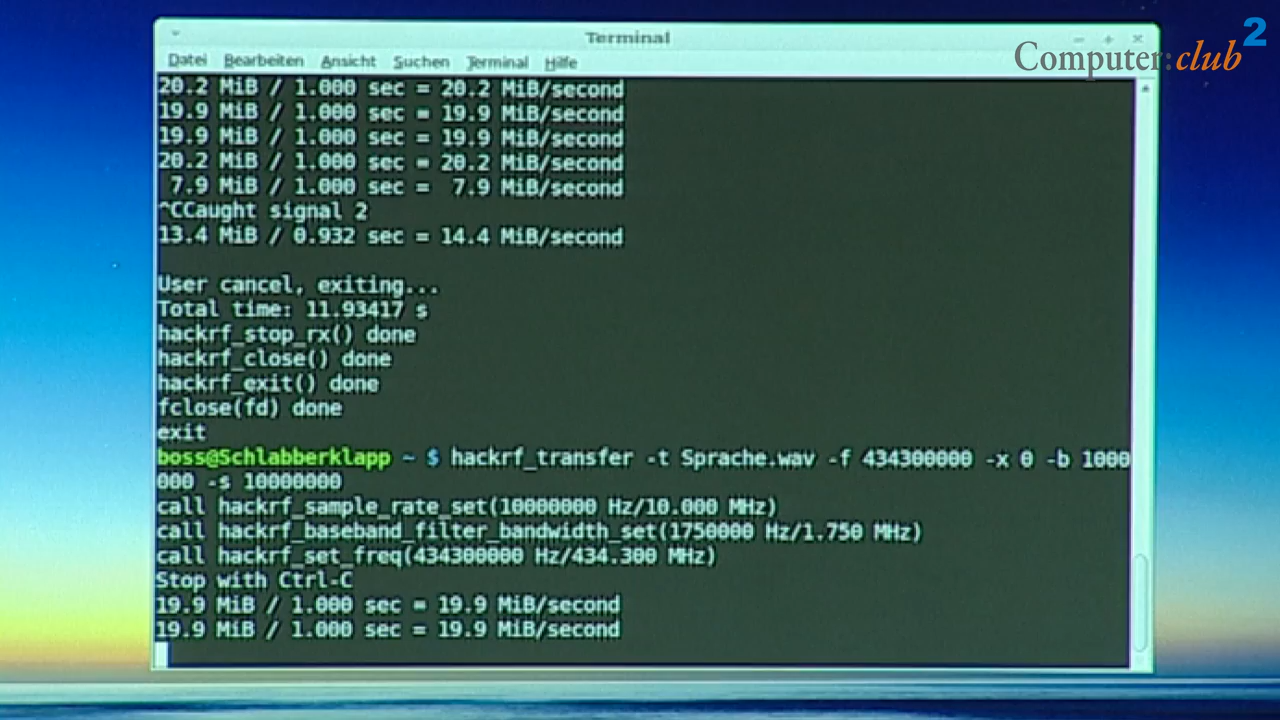 Terminal
Computer:club 2
Datei Bearbeiten Ansicht Suchen Terminal Hilfe
20.2 MiB / 1.000 sec = 20.2 MiB/second
19.9 MiB / 1.000 sec = 19.9 MiB/second
19.9 MiB / 1.000 sec = 19.9 MiB/second
20.2 MiB / 1.000 sec = 20.2 MiB/second
7.9 MiB / 1.000 sec = 7.9 MiB/second
^CCaught signal 2
13.4 MiB / 0.932 sec = 14.4 MiB/second
User cancel, exiting...
Total time: 11.93417 s
hackrf_stop_rx() done
hackrf_close() done
hackrf_exit() done
fclose(fd) done
exit
boss@Schlabberklapp ~ $ hackrf_transfer -t Sprache.wav -f 434300000 -x 0 -b 1000
000 -s 10000000
call hackrf_sample_rate_set(10000000 Hz/10.000 MHz)
call hackrf_baseband_filter_bandwidth_set(1750000 Hz/1.750 MHz)
call hackrf_set_freq(434300000 Hz/434.300 MHz)
Stop with Ctrl-C
19.9 MiB / 1.000 sec = 19.9 MiB/second
19.9 MiB / 1.000 sec = 19.9 MiB/second